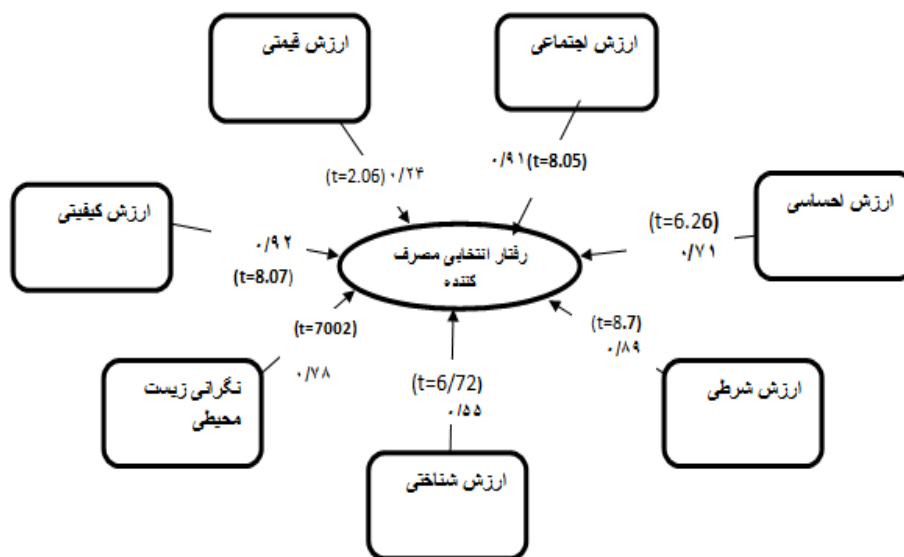 ارزش قیمتی
ارزش اجتماعی
(t=2.06) ۰/۲۴
۰/۹۱ (t=8.05)
ارزش کیفیتی
ارزش احساسی
۰/۹۲
(t=8.07)
رفتار انتخابی مصرف
کننده
(t=6.26)
۰/۷۱
(t=7002)
۰/۷۸
(t=8.7)
۰/۸۹
نگرانی زیست
محیطی
(t=6/72)
۰/۵۵
ارزش شرطی
ارزش شناختی